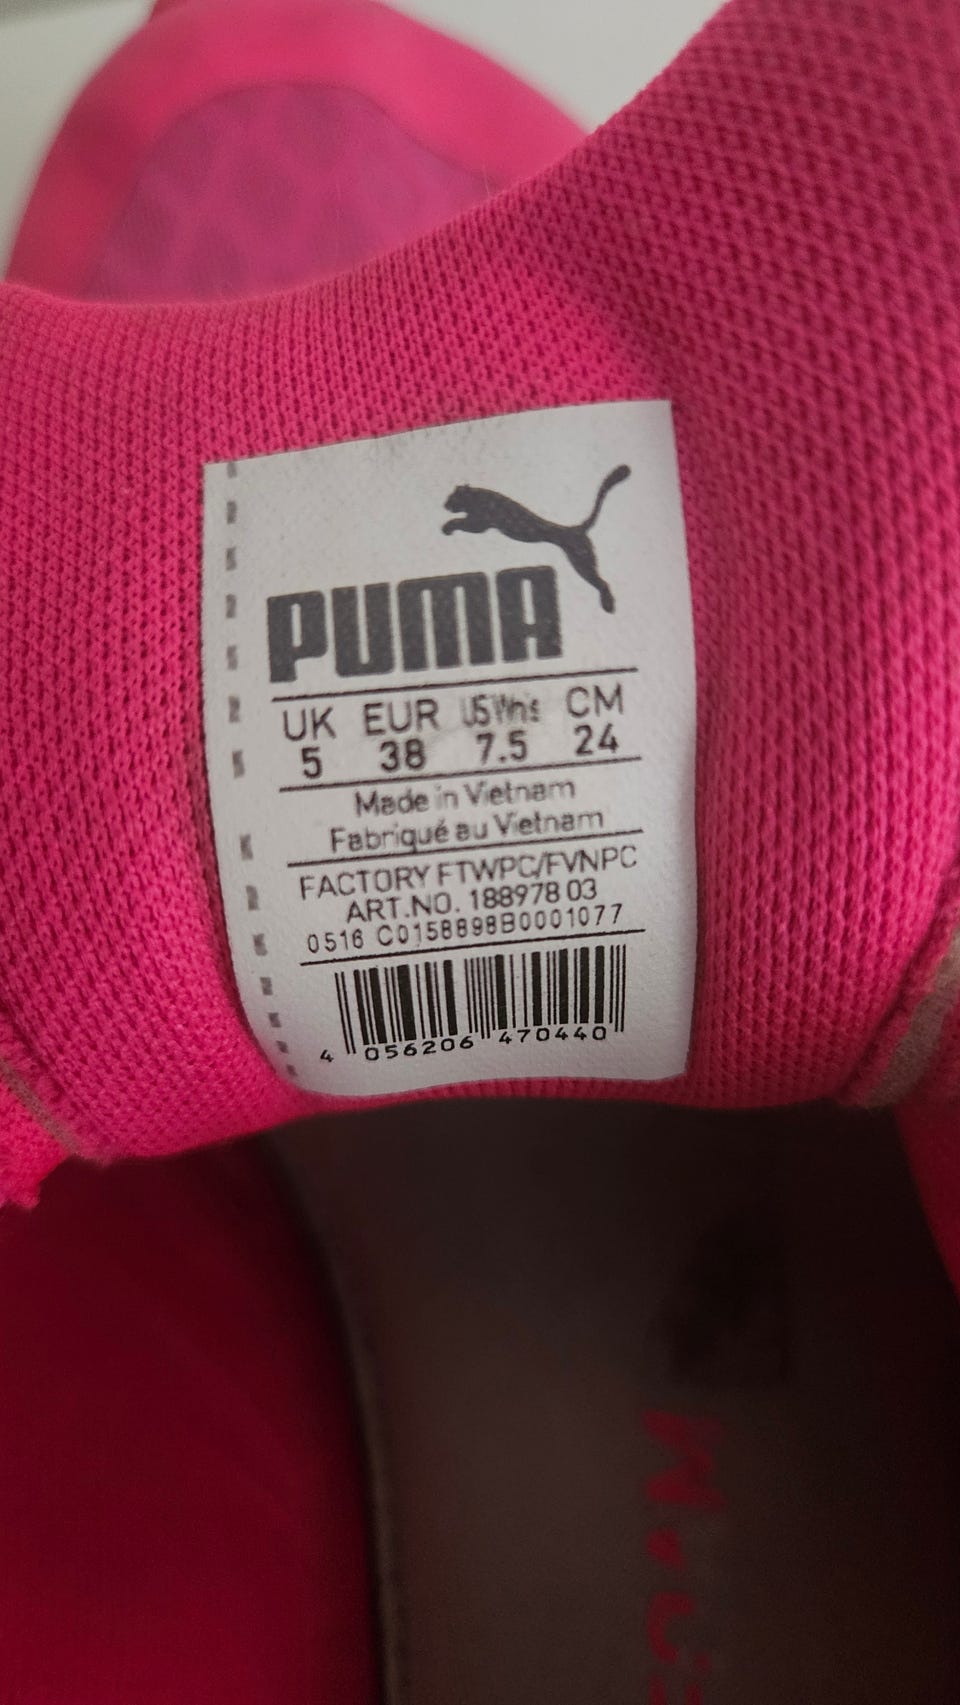 PUMA
UK EUR US Wn's CM
5 38 7.5 24
Made in Vietnam
Fabriqué au Vietnam
FACTORY FTWPC/FVNPC
ART.NO. 188978 03
0516 C0158898B0001077
4 056206 470440